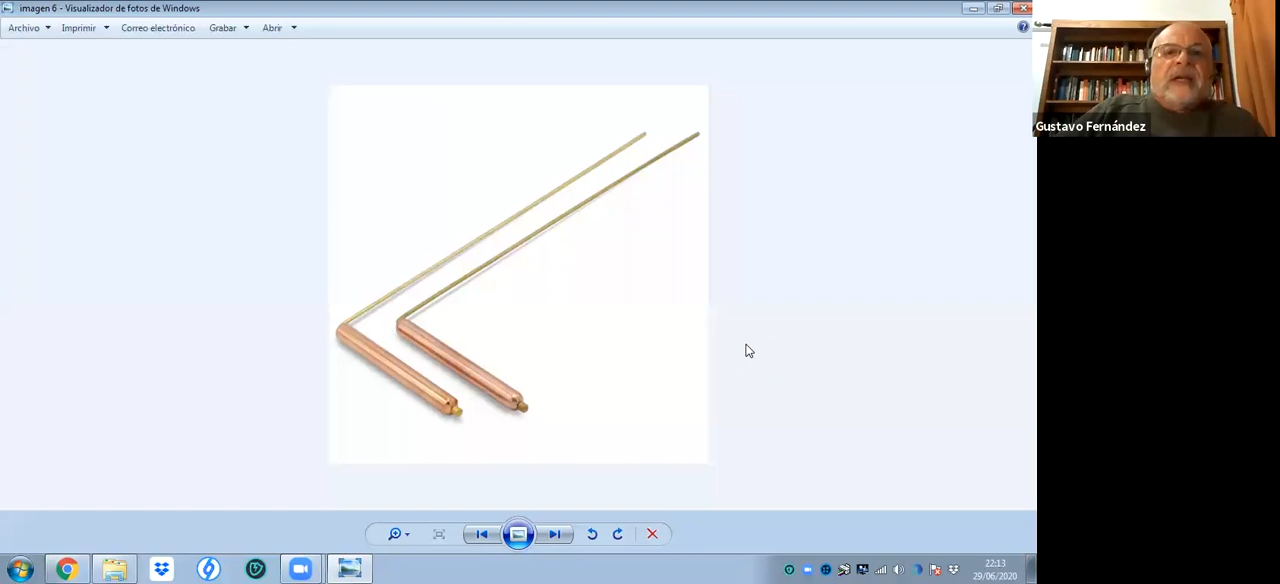 imagen 6 - Visualizador de fotos de Windows
Archivo Imprimir Correo electrónico Grabar Abrir
Gustavo Fernández
22:13
29/06/2020